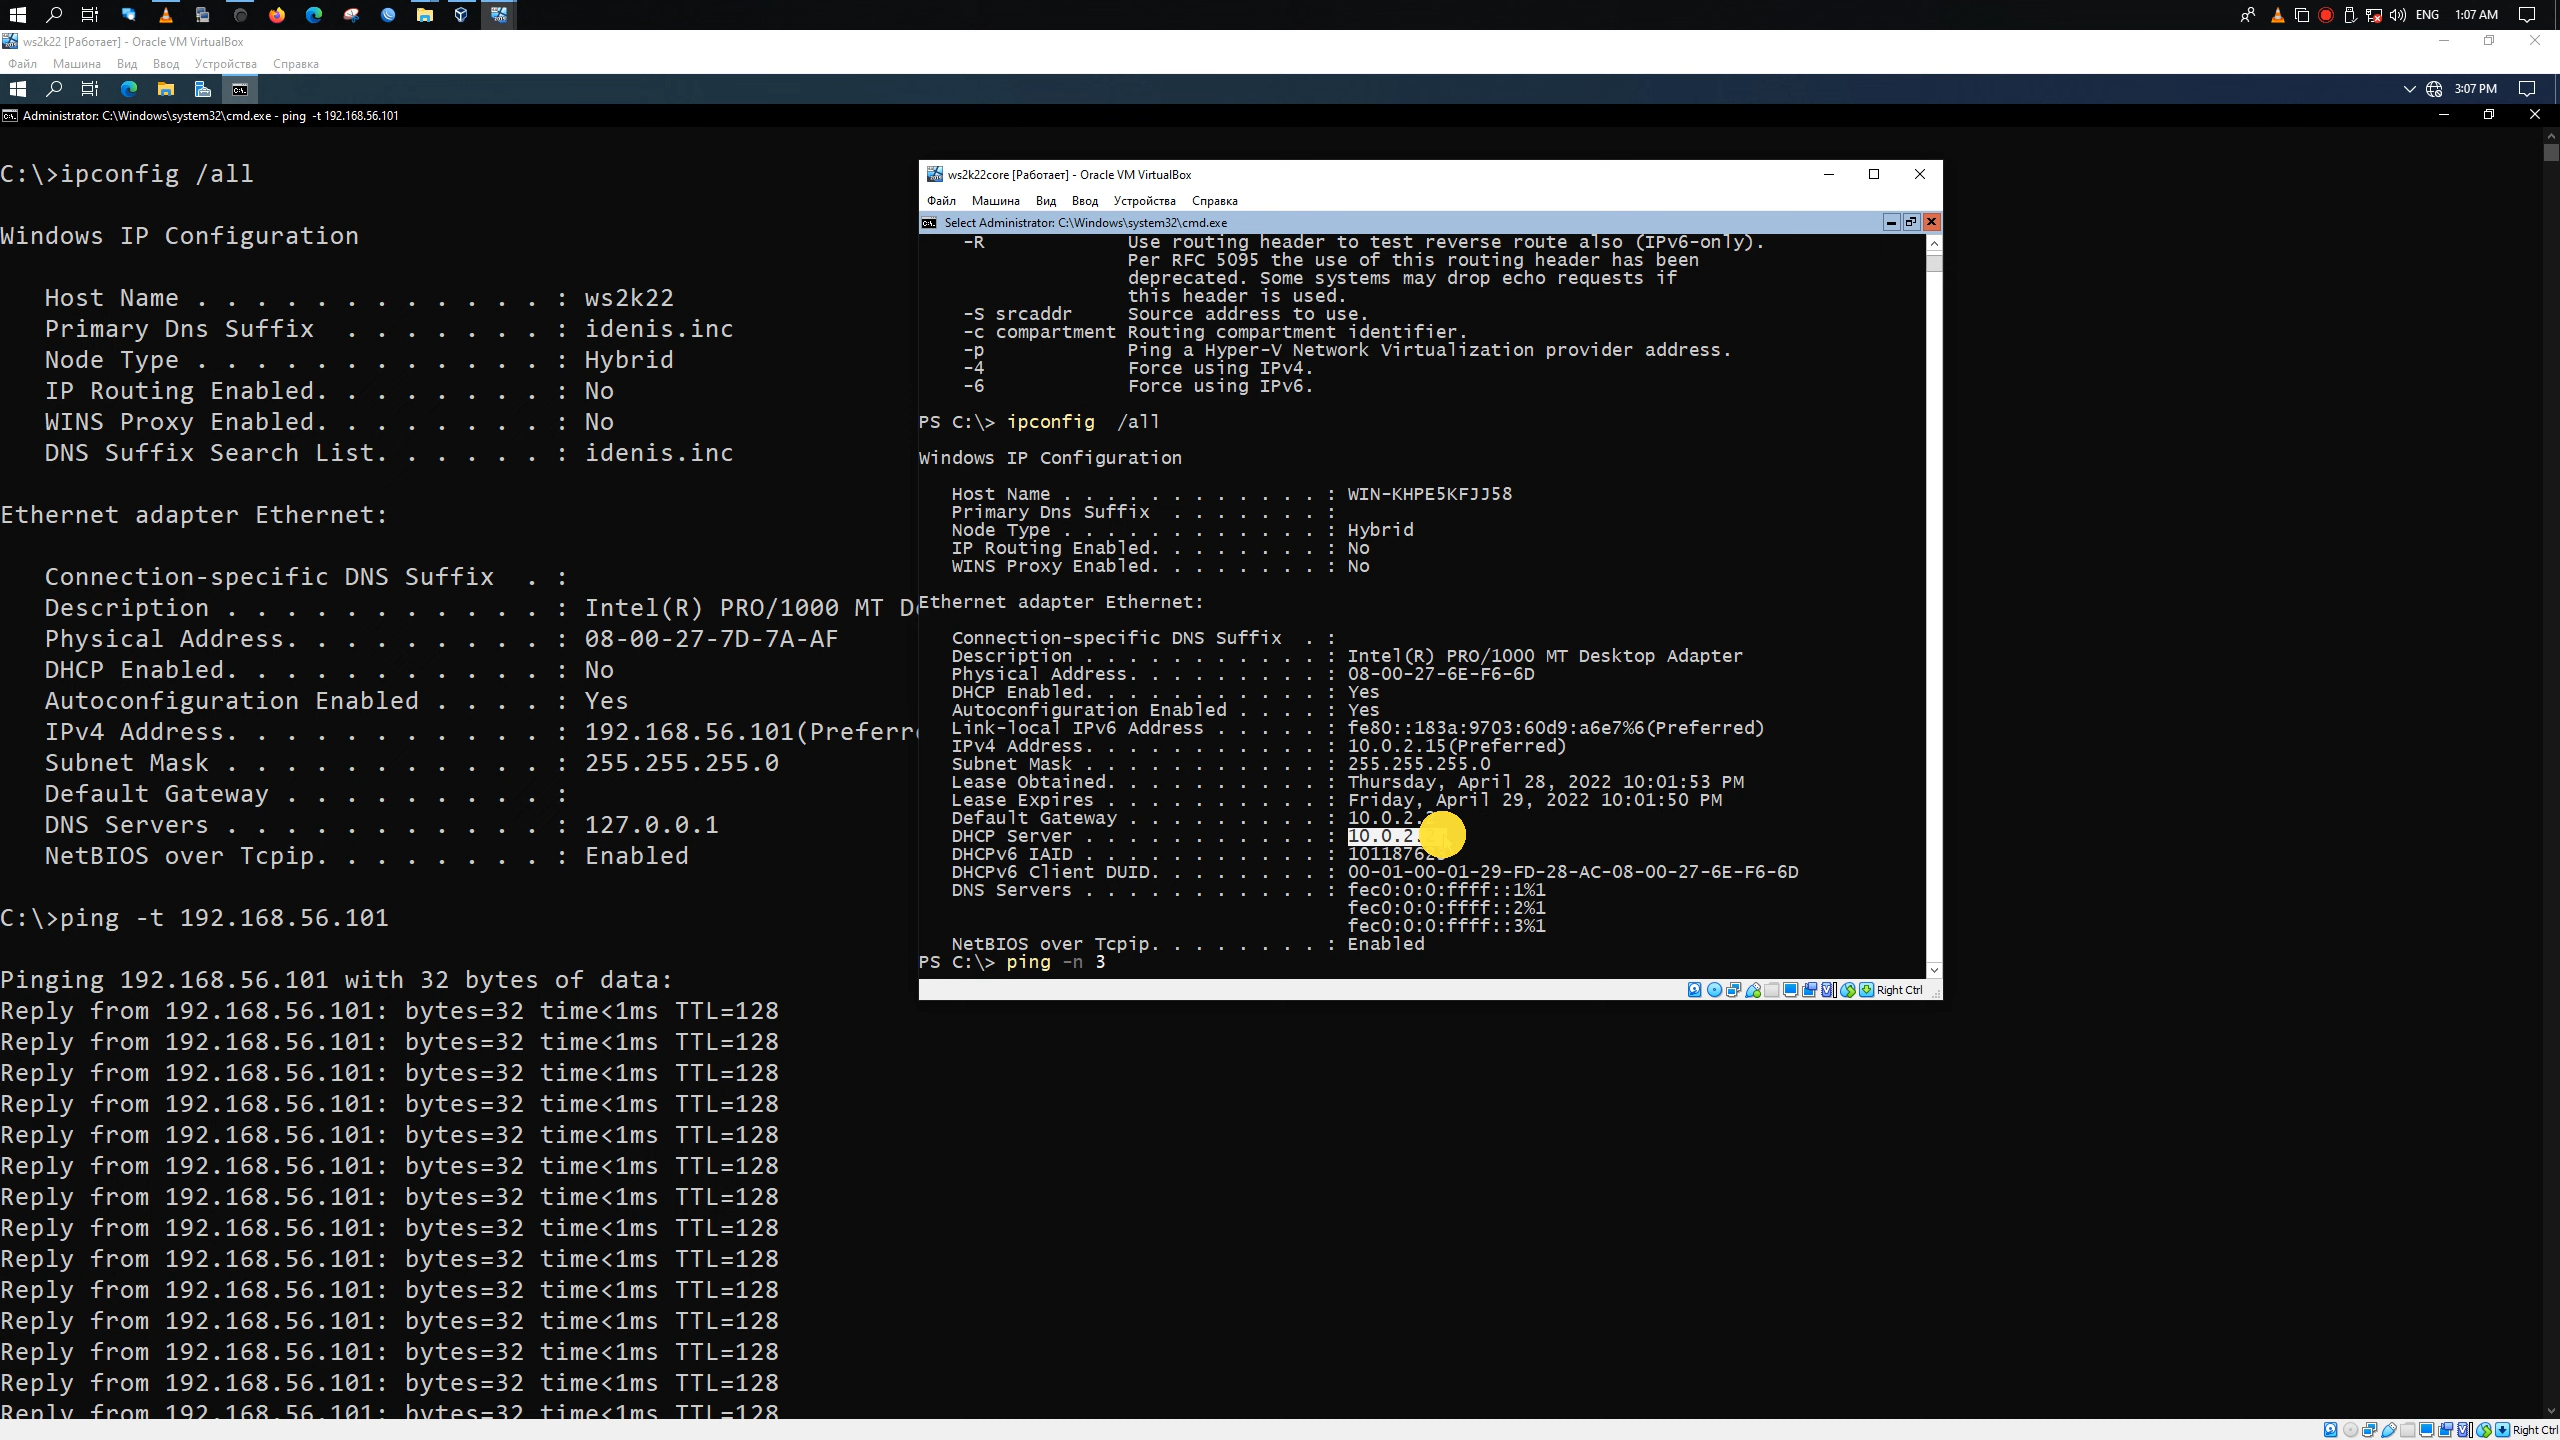 ENG 1:07 AM
ws2k22 [Работает] - Oracle VM VirtualBox
Файл Машина Вид Ввод Устройства Справка
3:07 PM
Administrator: C:\Windows\system32\cmd.exe - ping -t 192.168.56.101
C:\>ipconfig /all
Windows IP Configuration
Host Name . . . . . . . . . . . . : ws2k22
Primary Dns Suffix . . . . . . . : idenis.inc
Node Type . . . . . . . . . . . . : Hybrid
IP Routing Enabled. . . . . . . . : No
WINS Proxy Enabled. . . . . . . . : No
DNS Suffix Search List. . . . . . : idenis.inc
Ethernet adapter Ethernet:
Connection-specific DNS Suffix . :
Description . . . . . . . . . . . : Intel(R) PRO/1000 MT
Physical Address. . . . . . . . . : 08-00-27-7D-7A-AF
DHCP Enabled. . . . . . . . . . . : No
Autoconfiguration Enabled . . . . : Yes
IPv4 Address. . . . . . . . . . . : 192.168.56.101(Preferr
Subnet Mask . . . . . . . . . . . : 255.255.255.0
Default Gateway . . . . . . . . . :
DNS Servers . . . . . . . . . . . : 127.0.0.1
NetBIOS over Tcpip. . . . . . . . : Enabled
C:\>ping -t 192.168.56.101
Pinging 192.168.56.101 with 32 bytes of data:
Reply from 192.168.56.101: bytes=32 time<1ms TTL=128
Reply from 192.168.56.101: bytes=32 time<1ms TTL=128
Reply from 192.168.56.101: bytes=32 time<1ms TTL=128
Reply from 192.168.56.101: bytes=32 time<1ms TTL=128
Reply from 192.168.56.101: bytes=32 time<1ms TTL=128
Reply from 192.168.56.101: bytes=32 time<1ms TTL=128
Reply from 192.168.56.101: bytes=32 time<1ms TTL=128
Reply from 192.168.56.101: bytes=32 time<1ms TTL=128
Reply from 192.168.56.101: bytes=32 time<1ms TTL=128
Reply from 192.168.56.101: bytes=32 time<1ms TTL=128
Reply from 192.168.56.101: bytes=32 time<1ms TTL=128
Reply from 192.168.56.101: bytes=32 time<1ms TTL=128
Reply from 192.168.56.101: bytes=32 time<1ms TTL=128
Reply from 192.168.56.101: bytes=32 time<1ms TTL=128
ws2k22core [Работает] - Oracle VM VirtualBox
Файл Машина Вид Ввод Устройства Справка
Select Administrator: C:\Windows\system32\cmd.exe
-R Use routing header to test reverse route also (IPv6-only).
Per RFC 5095 the use of this routing header has been
deprecated. Some systems may drop echo requests if
this header is used.
-S srcaddr Source address to use.
-c compartment Routing compartment identifier.
-p Ping a Hyper-V Network Virtualization provider address.
-4 Force using IPv4.
-6 Force using IPv6.
PS C:\> ipconfig /all
Windows IP Configuration
Host Name . . . . . . . . . . . . : WIN-KHPE5KFJJ58
Primary Dns Suffix . . . . . . . :
Node Type . . . . . . . . . . . . : Hybrid
IP Routing Enabled. . . . . . . . : No
WINS Proxy Enabled. . . . . . . . : No
Ethernet adapter Ethernet:
Connection-specific DNS Suffix . :
Description . . . . . . . . . . . : Intel(R) PRO/1000 MT Desktop Adapter
Physical Address. . . . . . . . . : 08-00-27-6E-F6-6D
DHCP Enabled. . . . . . . . . . . : Yes
Autoconfiguration Enabled . . . . : Yes
Link-local IPv6 Address . . . . . : fe80::183a:9703:60d9:a6e7%6(Preferred)
IPv4 Address. . . . . . . . . . . : 10.0.2.15(Preferred)
Subnet Mask . . . . . . . . . . . : 255.255.255.0
Lease Obtained. . . . . . . . . . : Thursday, April 28, 2022 10:01:53 PM
Lease Expires . . . . . . . . . . : Friday, April 29, 2022 10:01:50 PM
Default Gateway . . . . . . . . . : 10.0.2.
DHCP Server . . . . . . . . . . . : 10.0.2.
DHCPv6 IAID . . . . . . . . . . . : 1011876
DHCPv6 Client DUID. . . . . . . . : 00-01-00-01-29-FD-28-AC-08-00-27-6E-F6-6D
DNS Servers . . . . . . . . . . . : fec0:0:0:ffff::1%1
fec0:0:0:ffff::2%1
fec0:0:0:ffff::3%1
NetBIOS over Tcpip. . . . . . . . : Enabled
PS C:\> ping -n 3
Right Ctrl
Right Ctrl